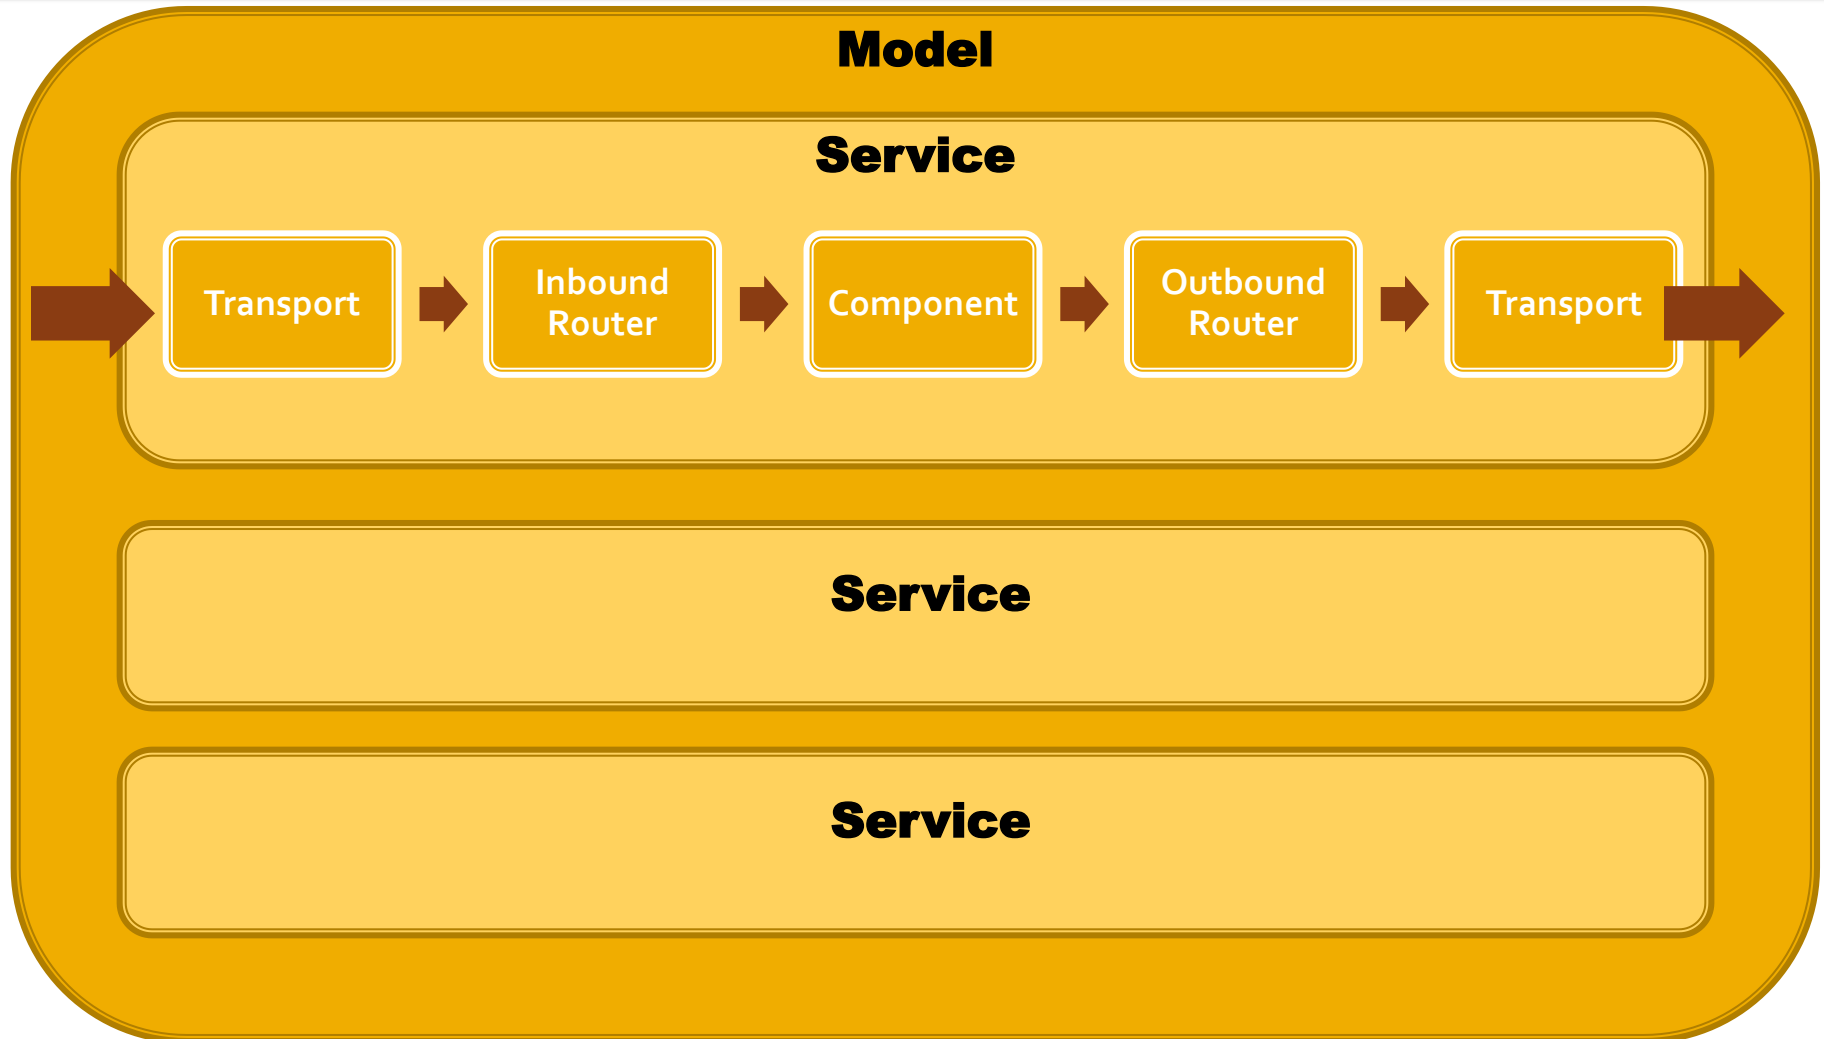 Model
Service
Transport
Inbound
Router
Component
Outbound
Router
Transport
Service
Service